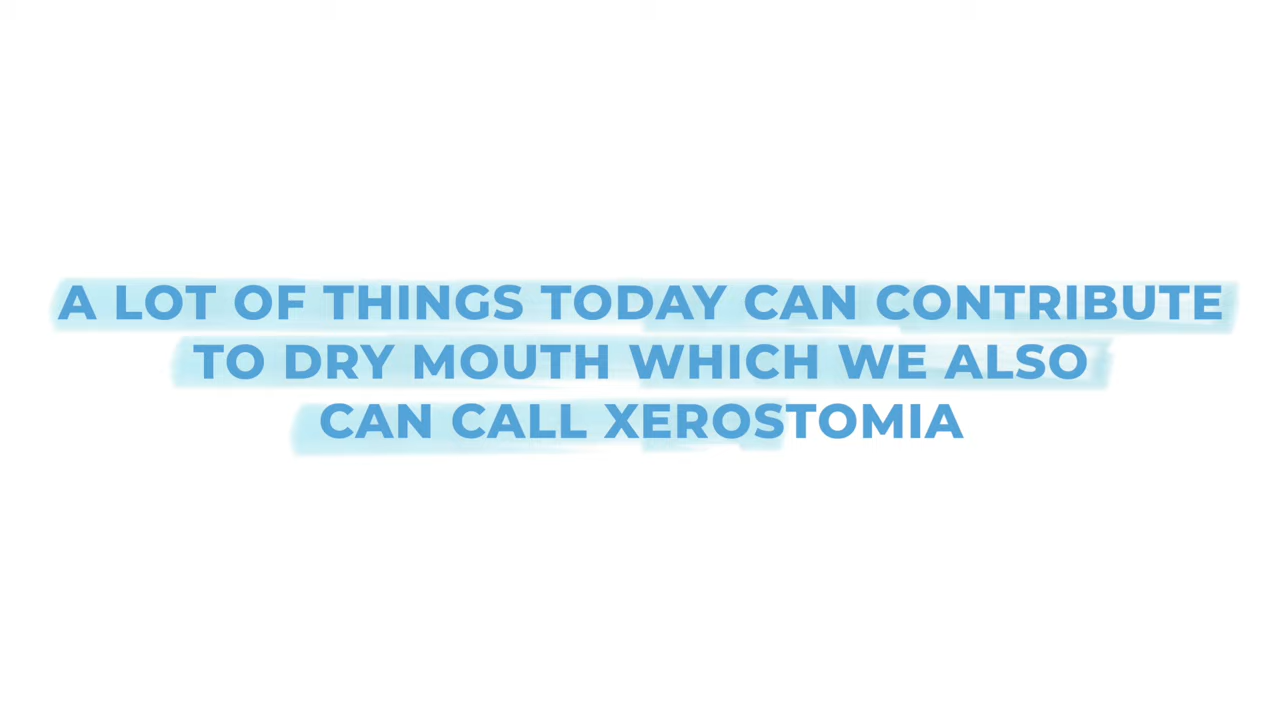 A LOT OF THINGS TODAY CAN CONTRIBUTE
TO DRY MOUTH WHICH WE ALSO
CAN CALL XEROSTOMIA